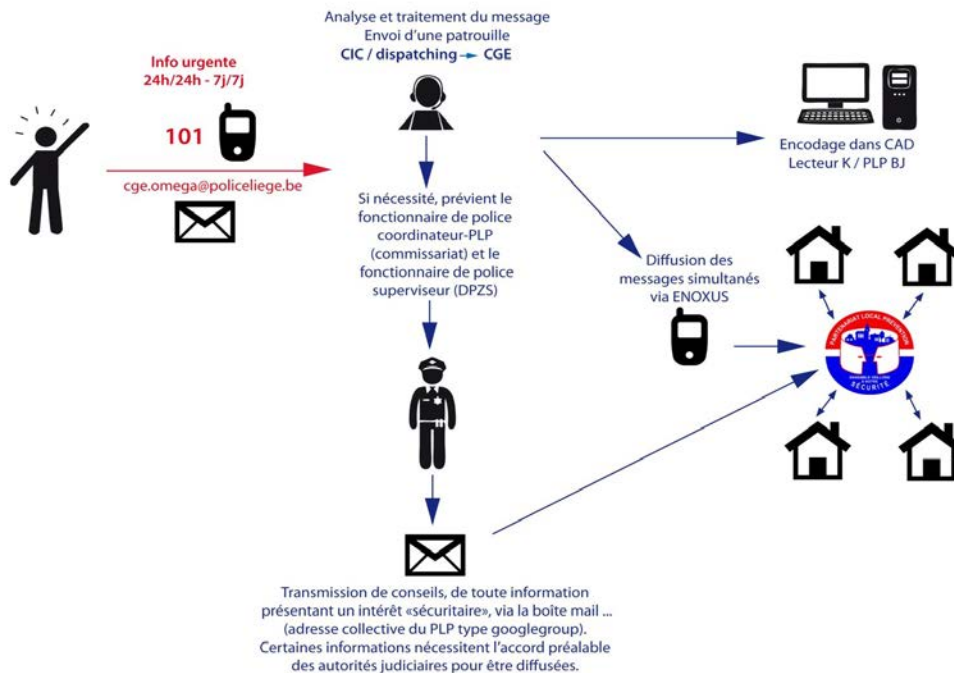 Info urgente
24h/24h - 7j/7j
101
cge.omega@policeliege.be
Analyse et traitement du message
Envoi d'une patrouille
CIC / dispatching → CGE
Encodage dans CAD
Lecteur K / PLP BJ
Si nécessité, prévient le
fonctionnaire de police
coordinateur-PLP
(commissariat) et le
fonctionnaire de police
superviseur (DPZS)
Diffusion des
messages simultanés
via ENOXUS
PARTENARIAT LOCAL PRÉVENTION
SÉCURITÉ
Transmission de conseils, de toute information
présentant un intérêt «sécuritaire», via la boîte mail ...
(adresse collective du PLP type googlegroup).
Certaines informations nécessitent l'accord préalable
des autorités judiciaires pour être diffusées.